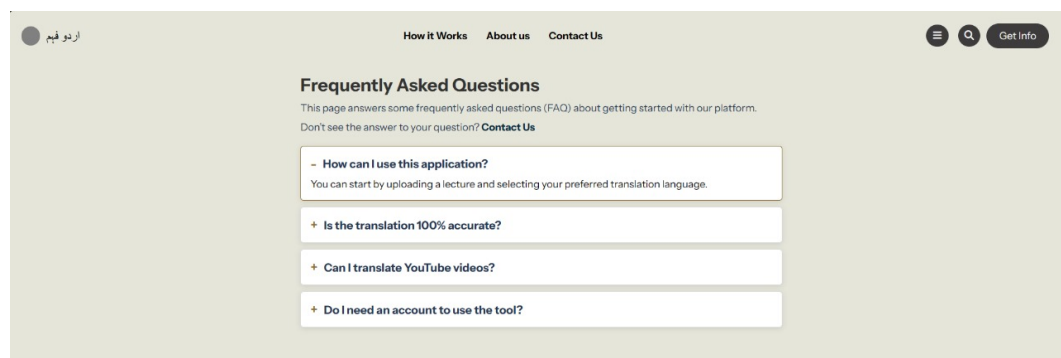 اردو فہم
How it Works About us Contact Us
Get Info
Frequently Asked Questions
This page answers some frequently asked questions (FAQ) about getting started with our platform.
Don't see the answer to your question? Contact Us
– How can I use this application?
You can start by uploading a lecture and selecting your preferred translation language.
+ Is the translation 100% accurate?
+ Can I translate YouTube videos?
+ Do I need an account to use the tool?